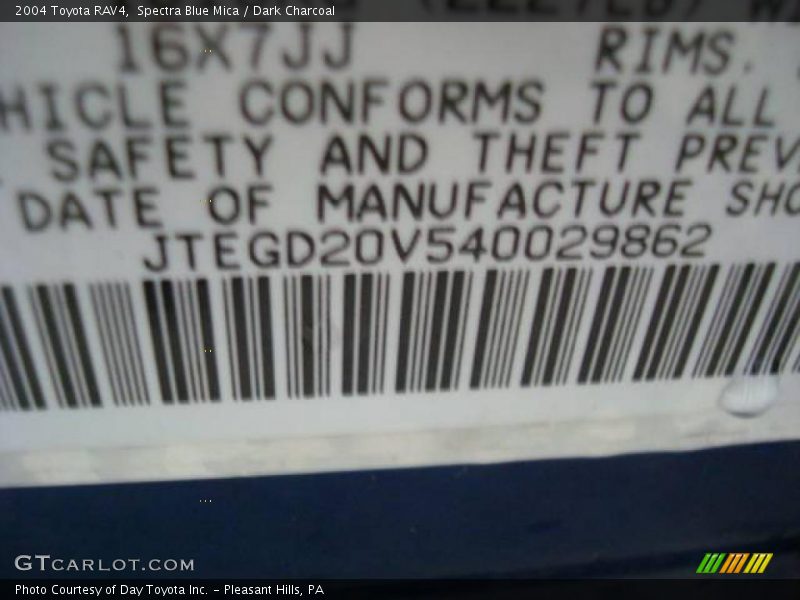 2004 Toyota RAV4, Spectra Blue Mica / Dark Charcoal
16X7JJ RIMS.
HICLE CONFORMS TO ALL
SAFETY AND THEFT PREV
DATE OF MANUFACTURE SHO
JTEGD20V540029862
GTCARLOT.COM
Photo Courtesy of Day Toyota Inc. - Pleasant Hills, PA